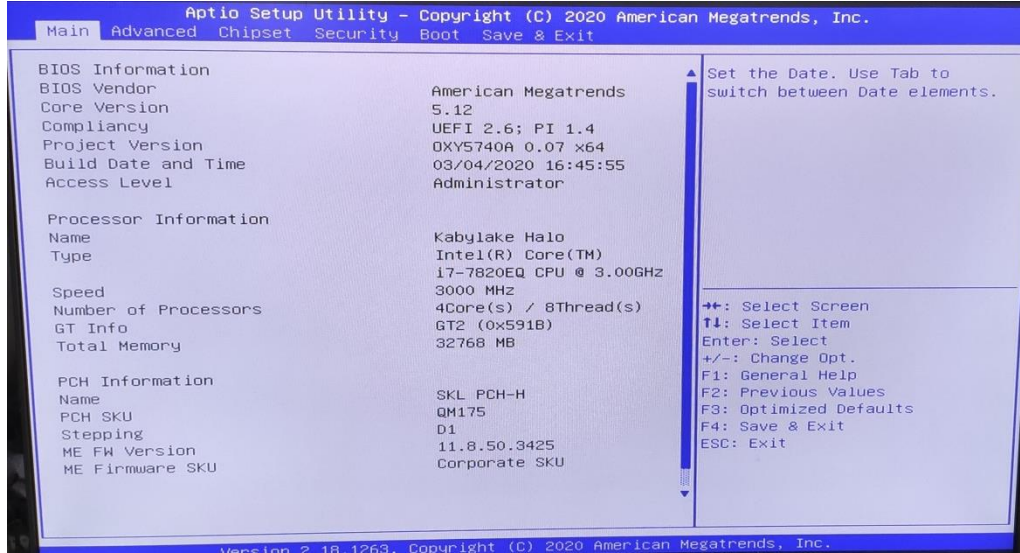 Aptio Setup Utility – Copyright (C) 2020 American Megatrends, Inc.
Main Advanced Chipset Security Boot Save & Exit
BIOS Information
BIOS Vendor American Megatrends
Core Version 5.12
Compliancy UEFI 2.6; PI 1.4
Project Version OXY5740A 0.07 x64
Build Date and Time 03/04/2020 16:45:55
Access Level Administrator
Processor Information
Name Kabylake Halo
Type Intel(R) Core(TM)
i7-7820EQ CPU @ 3.00GHz
Speed 3000 MHz
Number of Processors 4Core(s) / 8Thread(s)
GT Info GT2 (0x591B)
Total Memory 32768 MB
PCH Information
Name SKL PCH-H
PCH SKU QM175
Stepping D1
ME FW Version 11.8.50.3425
ME Firmware SKU Corporate SKU
Set the Date. Use Tab to
switch between Date elements.
→←: Select Screen
↑↓: Select Item
Enter: Select
+/-: Change Opt.
F1: General Help
F2: Previous Values
F3: Optimized Defaults
F4: Save & Exit
ESC: Exit
Version 2.18.1263. Copyright (C) 2020 American Megatrends, Inc.